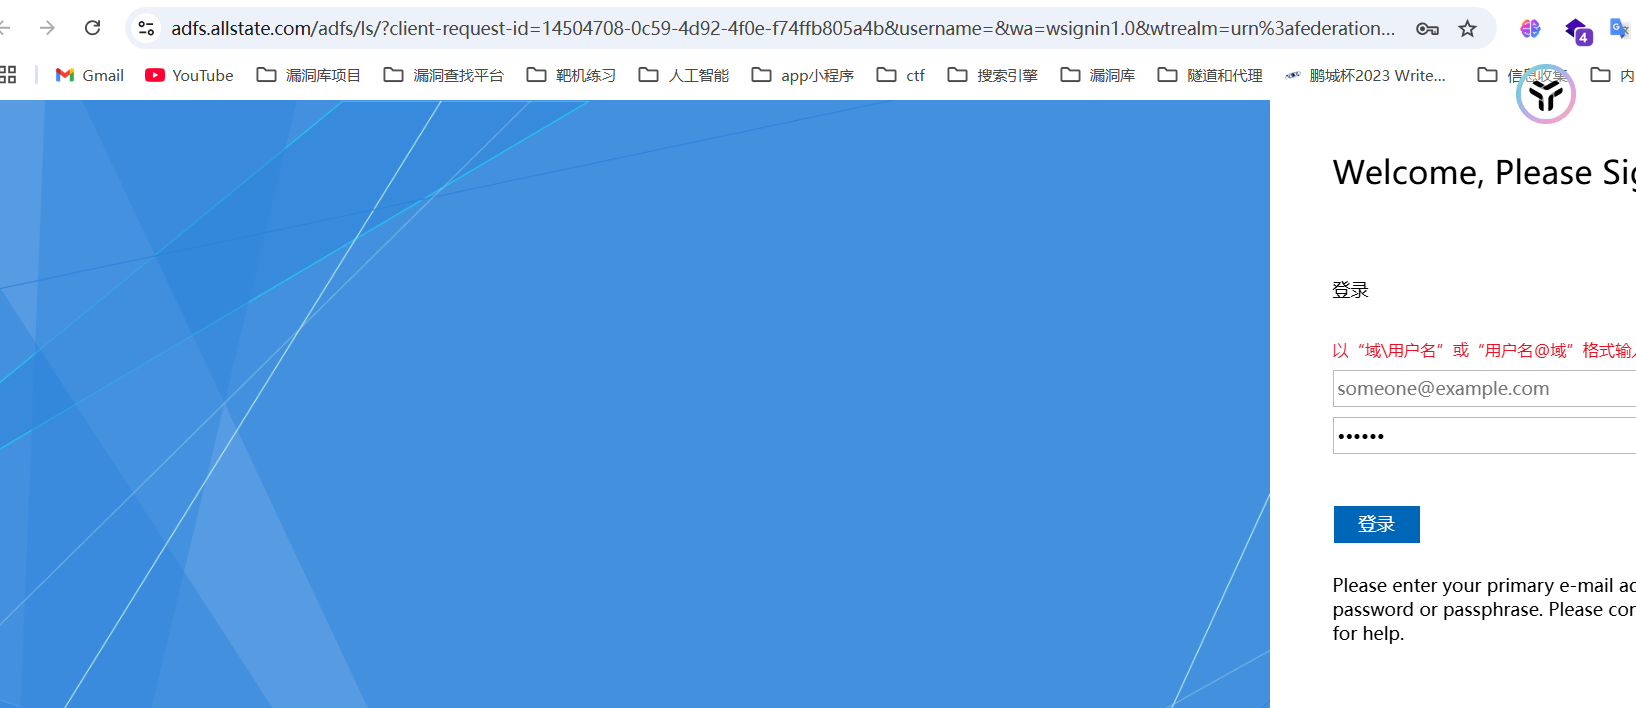 adfs.allstate.com/adfs/ls/?client-request-id=14504708-0c59-4d92-4f0e-f74ffb805a4b&username=&wa=wsignin1.0&wtrealm=urn%3afederation...
4
Gmail YouTube 漏洞库项目 漏洞查找平台 靶机练习 人工智能 app小程序 ctf 搜索引擎 漏洞库 隧道和代理 鹏城杯2023 Write... 信息收集 内
Welcome, Please
登录
以“域\用户名”或“用户名@域”格式输
someone@example.com
••••••
登录
Please enter your primary e-mail
password or passphrase. Please
for help.